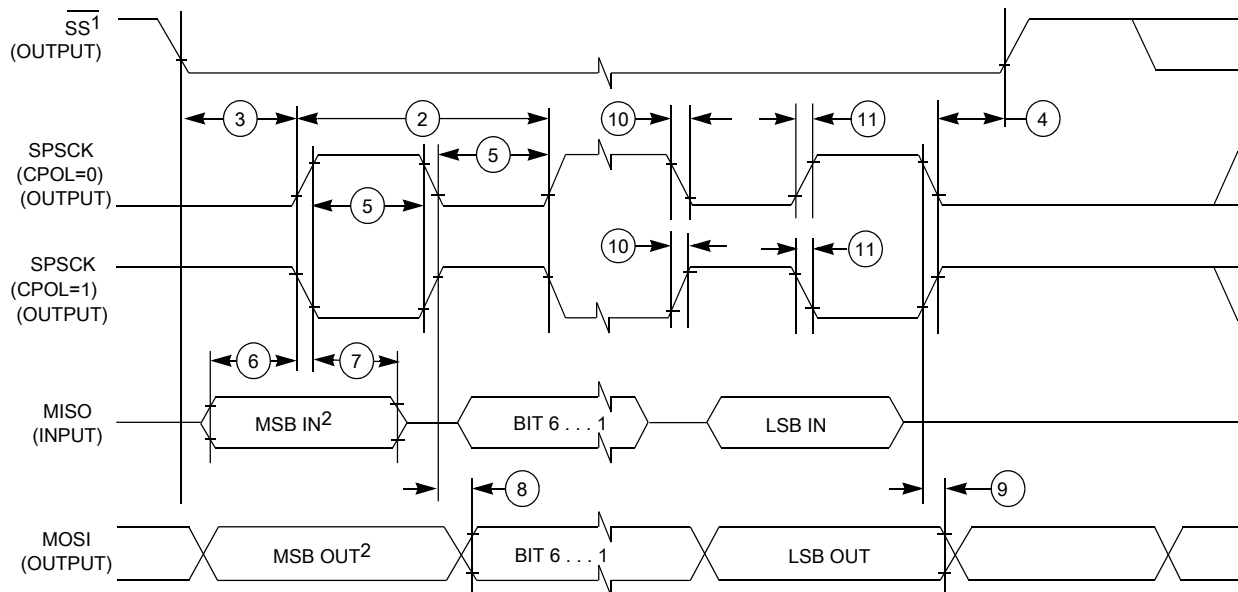 SS¹
(OUTPUT)
3
2
10
11
4
SPSCK
(CPOL=0)
(OUTPUT)
5
5
SPSCK
(CPOL=1)
(OUTPUT)
10
11
6
7
MISO
(INPUT)
MSB IN²
BIT 6 . . . 1
LSB IN
8
9
MOSI
(OUTPUT)
MSB OUT²
BIT 6 . . . 1
LSB OUT